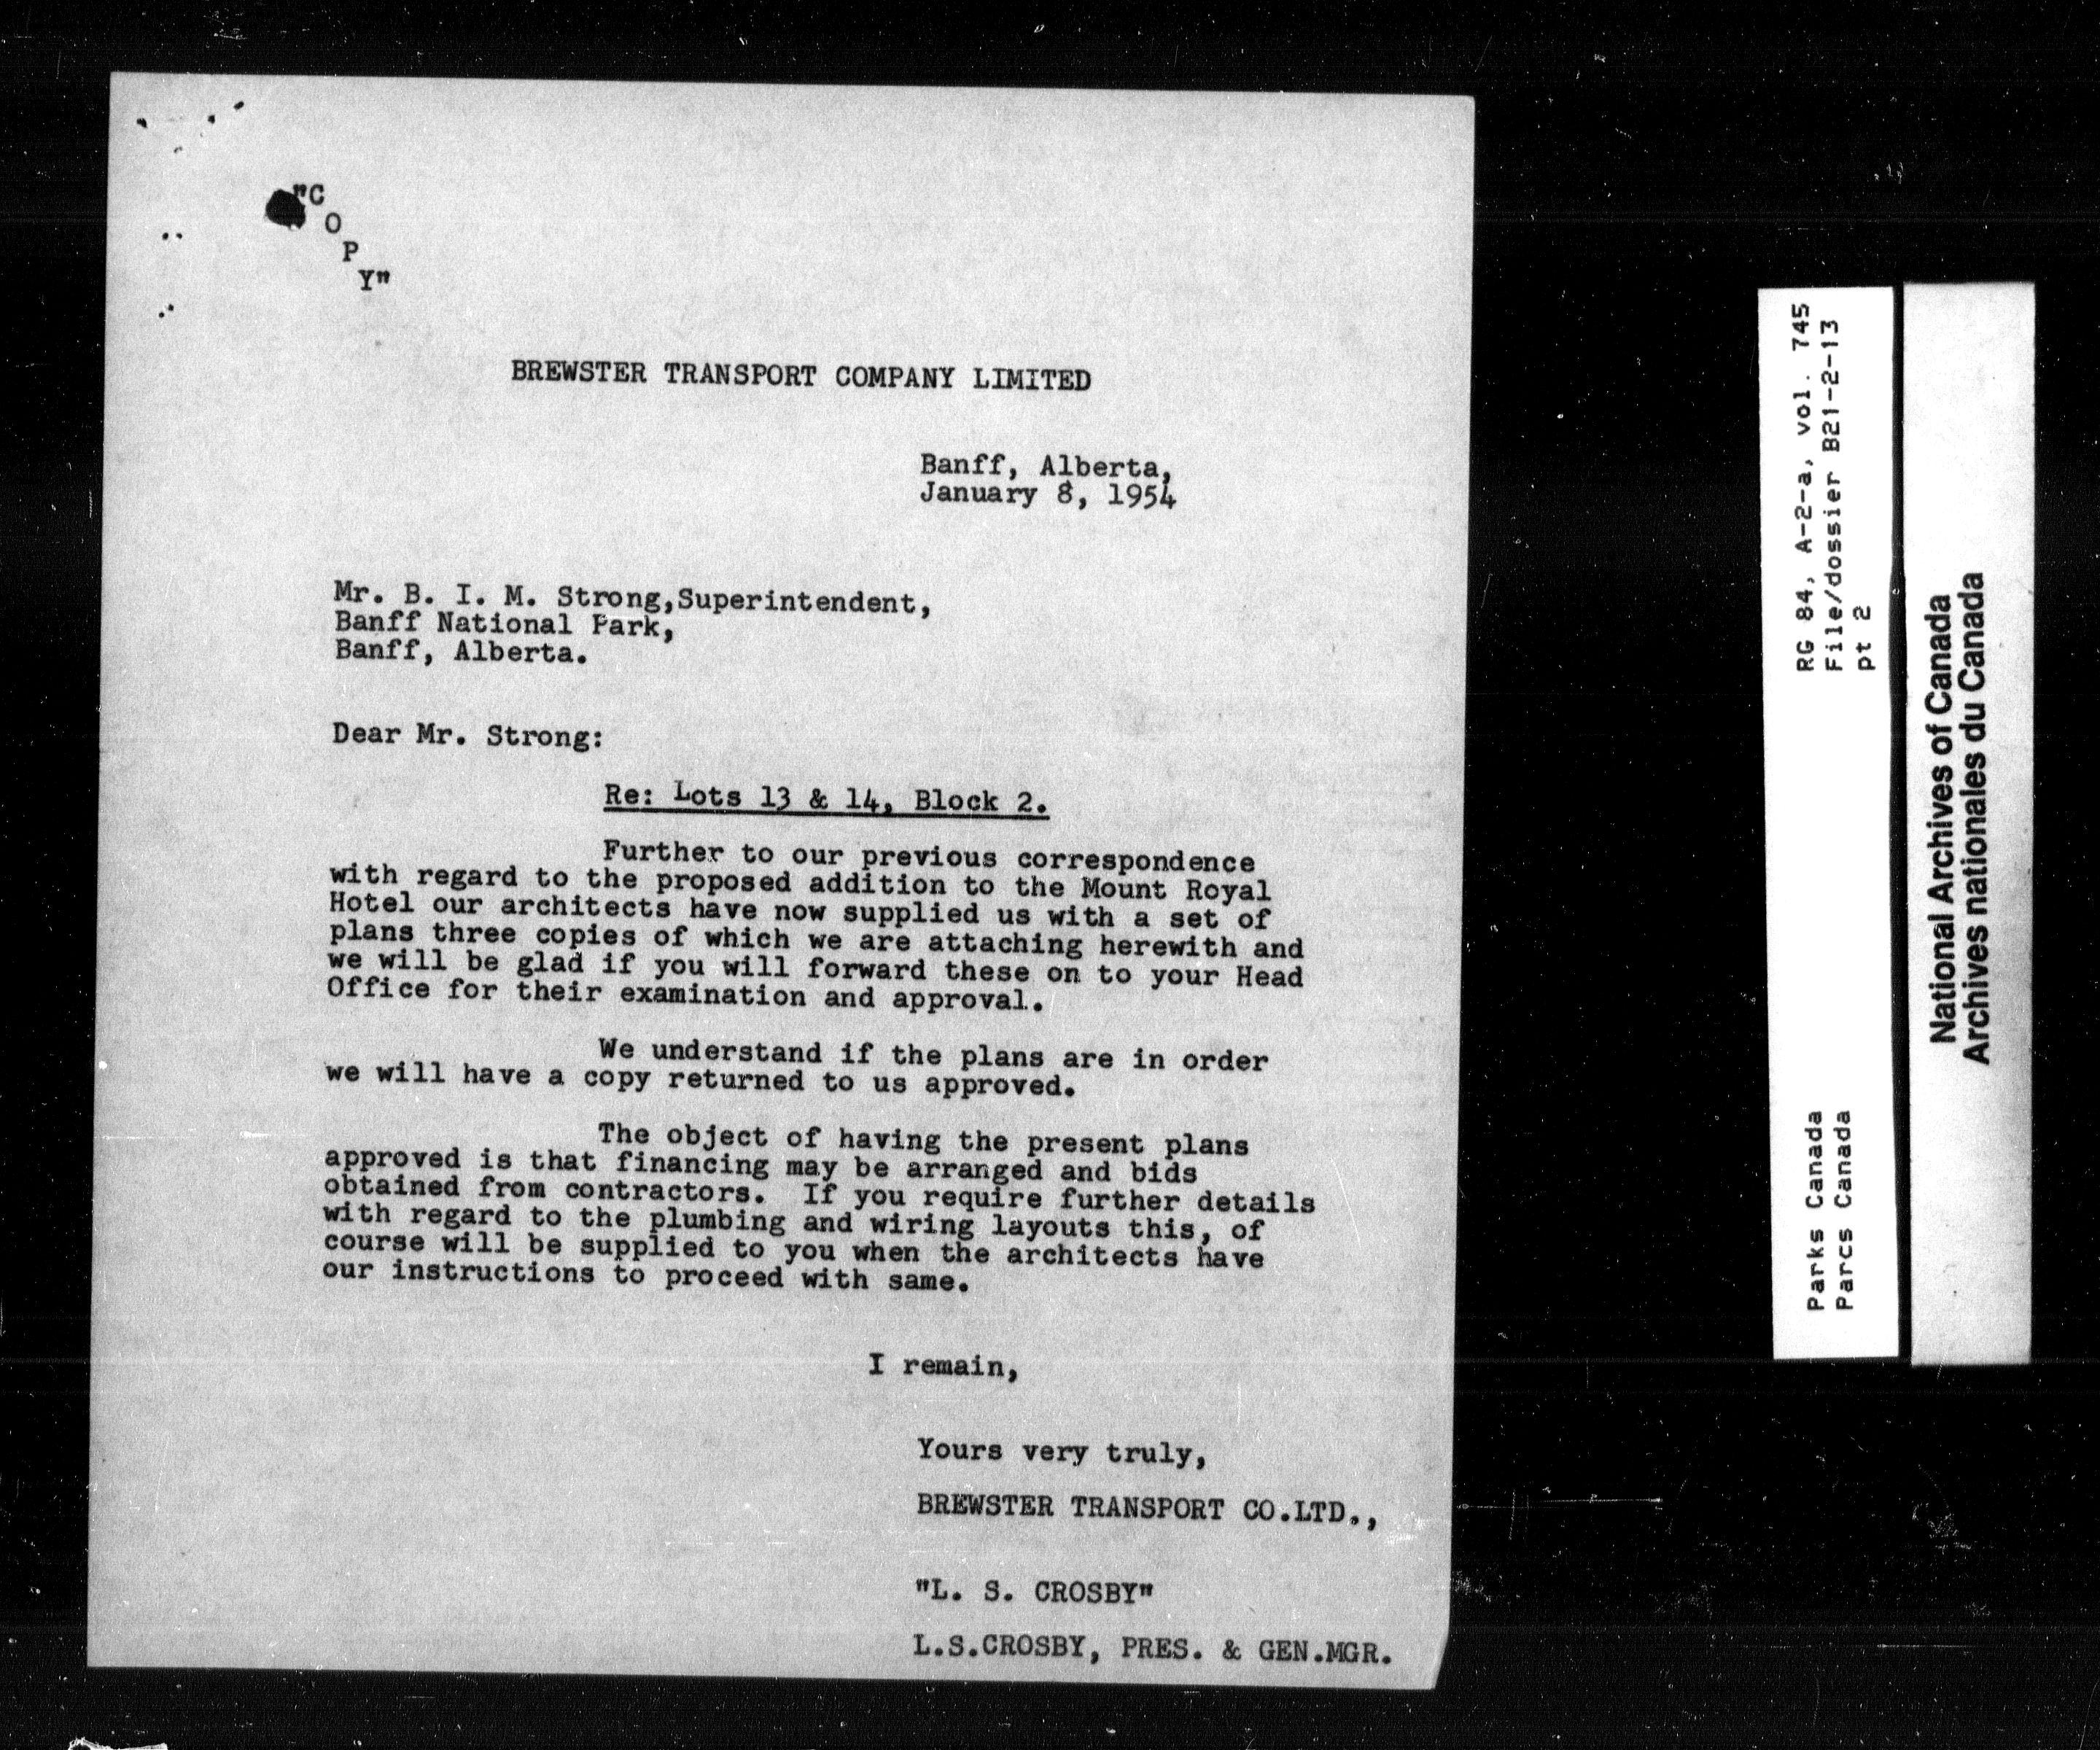 "C
O
P
Y"
BREWSTER TRANSPORT COMPANY LIMITED
Banff, Alberta,
January 8, 1954
Mr. B. I. M. Strong,Superintendent,
Banff National Park,
Banff, Alberta.
Dear Mr. Strong:
Re: Lots 13 & 14, Block 2.
Further to our previous correspondence
with regard to the proposed addition to the Mount Royal
Hotel our architects have now supplied us with a set of
plans three copies of which we are attaching herewith and
we will be glad if you will forward these on to your Head
Office for their examination and approval.
We understand if the plans are in order
we will have a copy returned to us approved.
The object of having the present plans
approved is that financing may be arranged and bids
obtained from contractors. If you require further details
with regard to the plumbing and wiring layouts this, of
course will be supplied to you when the architects have
our instructions to proceed with same.
I remain,
Yours very truly,
BREWSTER TRANSPORT CO.LTD.,
"L. S. CROSBY"
L.S.CROSBY, PRES. & GEN.MGR.
RG 84, A-2-a, vol. 745
File/dossier B21-2-13
pt 2
Parks Canada
Parcs Canada
National Archives of Canada
Archives nationales du Canada